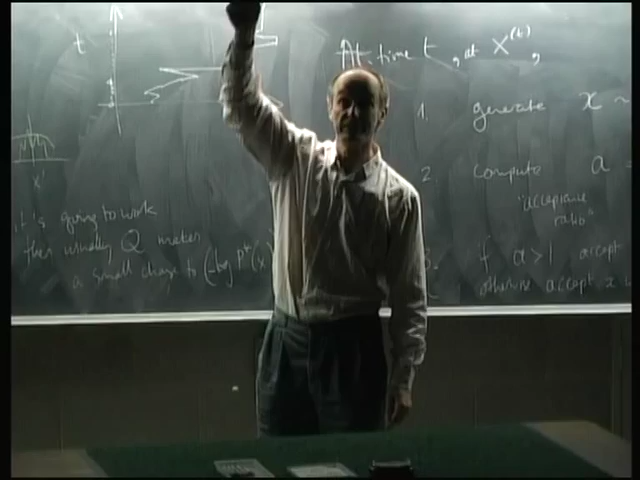 t
At time t, at X^(t),
1. generate x ~
x'
2. compute a =
"acceptance
ratio"
it's going to work
then usually Q makes
a small change to (-log P*(x)
3. if a>1 accept
otherwise accept x